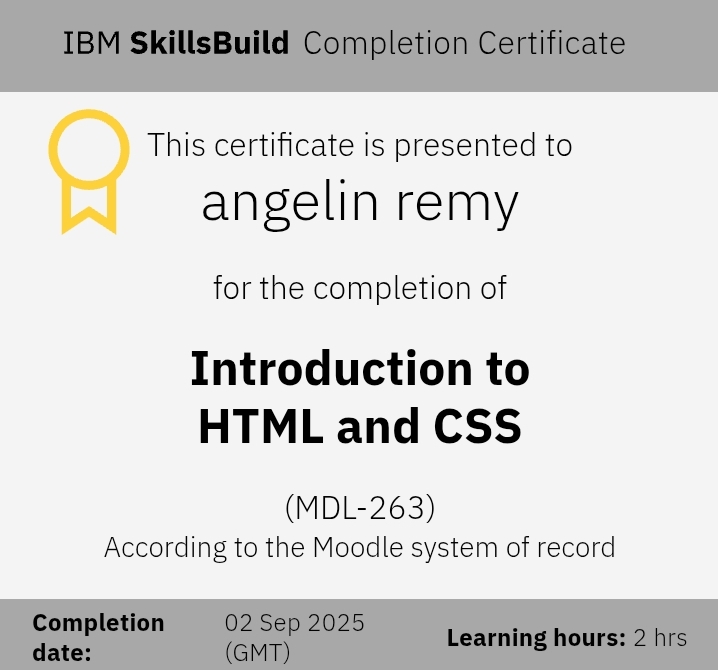 IBM SkillsBuild Completion Certificate
This certificate is presented to
angelin remy
for the completion of
Introduction to
HTML and CSS
(MDL-263)
According to the Moodle system of record
Completion date:
02 Sep 2025 (GMT)
Learning hours: 2 hrs